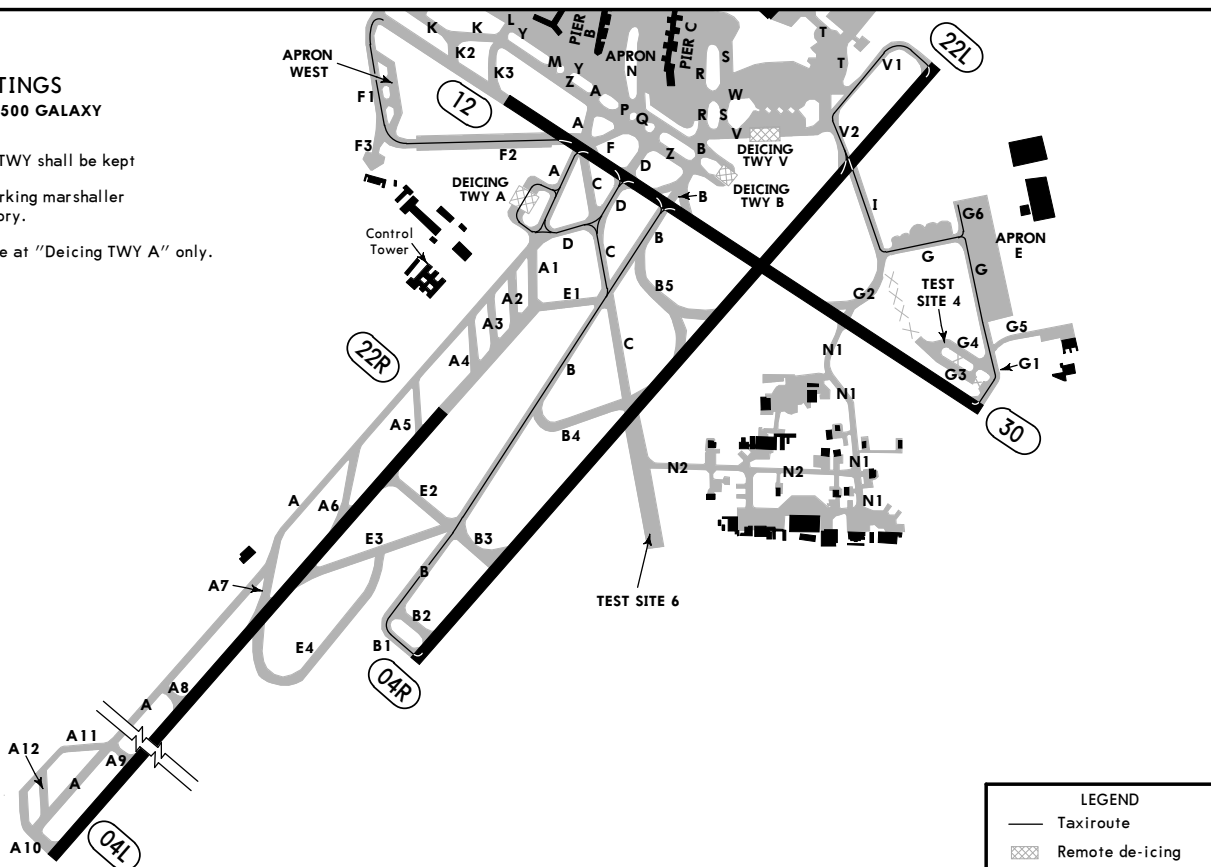 TINGS
500 GALAXY
TWY shall be kept
rking marshaller
ory.
e at "Deicing TWY A" only.
APRON
WEST
F1
F3
F2
K
K
K2
K3
L
Y
M
Y
Z
A
A
PIER
B
APRON
N
PIER C
P
Q
R
S
R
S
W
V
B
Z
D
F
T
T
V1
V2
22L
12
DEICING
TWY V
DEICING
TWY B
DEICING
TWY A
A
C
D
B
B
D
C
A1
A2
A3
A4
A5
A6
E1
B5
C
B
Control
Tower
22R
I
G
G
G6
APRON
E
G2
TEST
SITE 4
G4
G3
G5
G1
30
N1
N1
N1
N1
N2
N2
B4
A
E2
E3
B3
B
B2
B1
04R
TEST SITE 6
A7
E4
A8
A
A11
A12
A9
A
A10
04L
LEGEND
Taxiroute
Remote de-icing